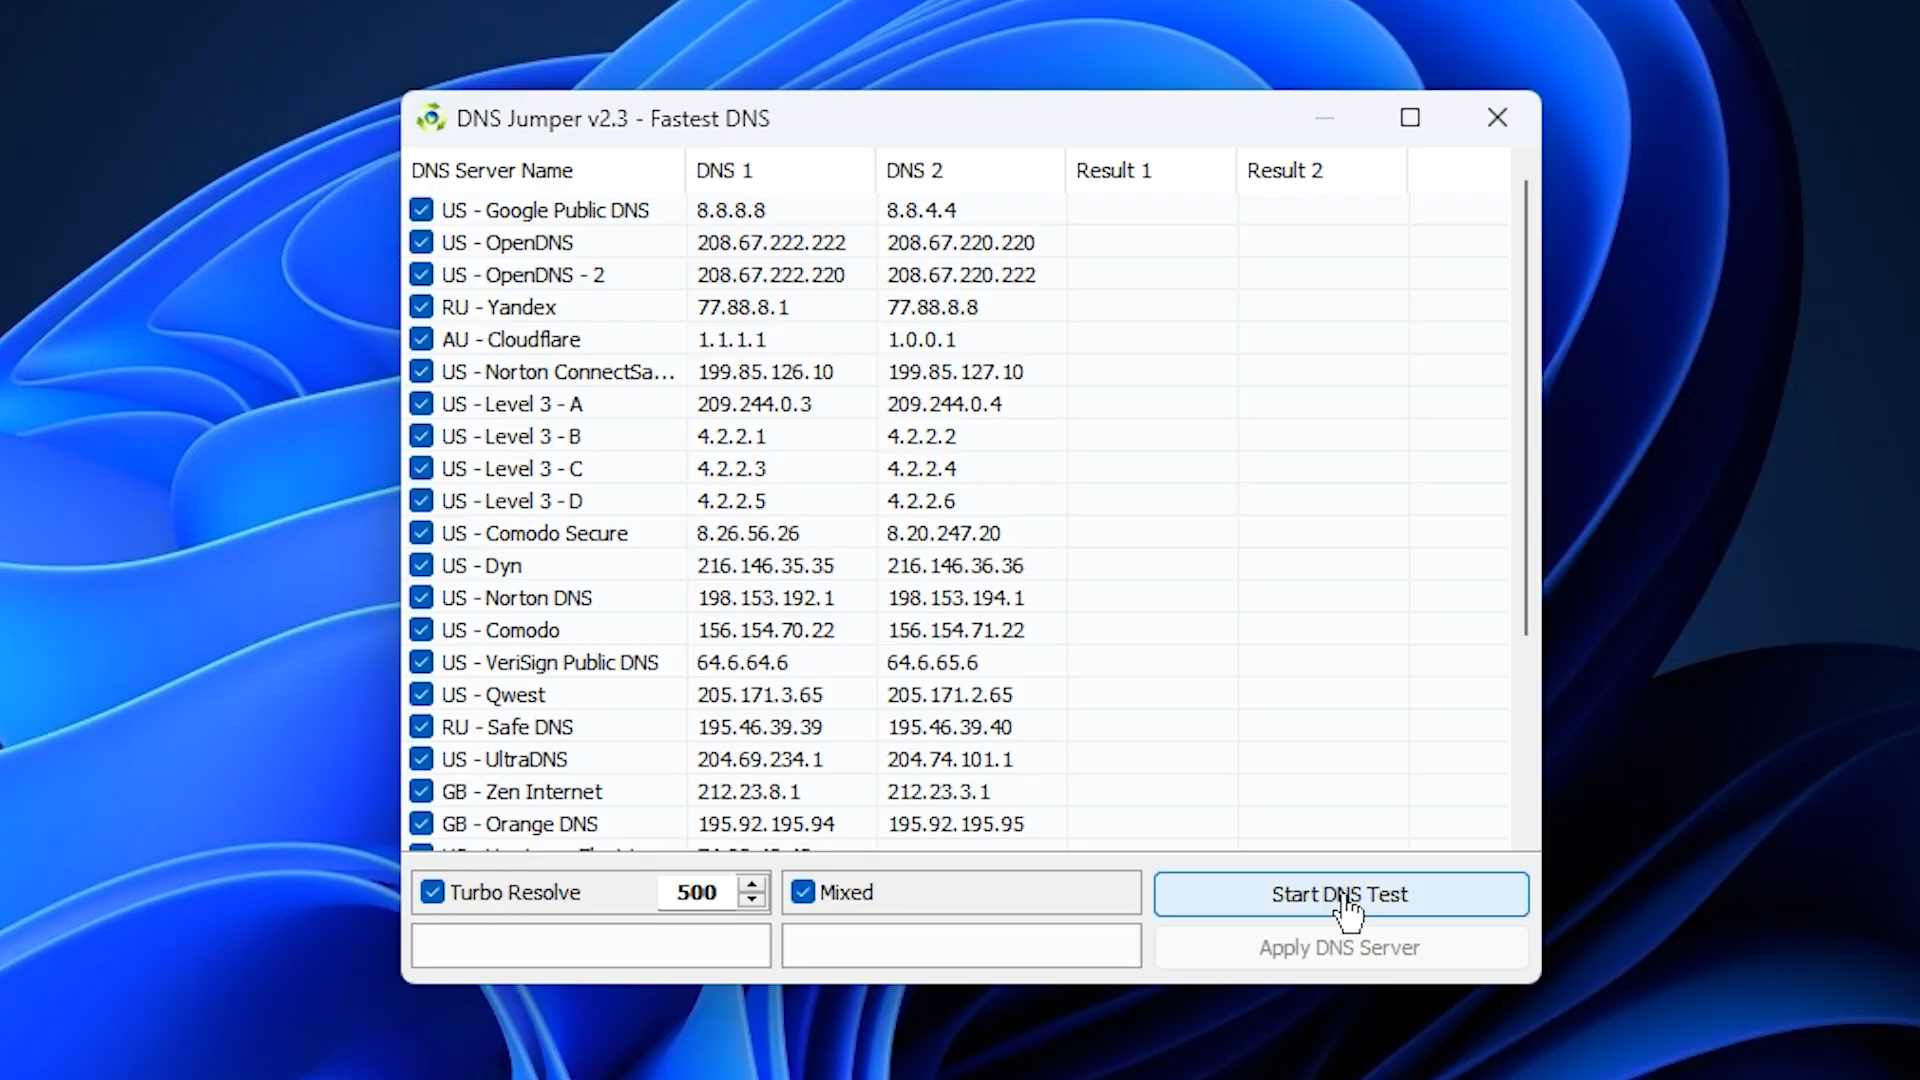 DNS Jumper v2.3 - Fastest DNS
DNS Server Name DNS 1 DNS 2 Result 1 Result 2
US - Google Public DNS 8.8.8.8 8.8.4.4
US - OpenDNS 208.67.222.222 208.67.220.220
US - OpenDNS - 2 208.67.222.220 208.67.220.222
RU - Yandex 77.88.8.1 77.88.8.8
AU - Cloudflare 1.1.1.1 1.0.0.1
US - Norton ConnectSa... 199.85.126.10 199.85.127.10
US - Level 3 - A 209.244.0.3 209.244.0.4
US - Level 3 - B 4.2.2.1 4.2.2.2
US - Level 3 - C 4.2.2.3 4.2.2.4
US - Level 3 - D 4.2.2.5 4.2.2.6
US - Comodo Secure 8.26.56.26 8.20.247.20
US - Dyn 216.146.35.35 216.146.36.36
US - Norton DNS 198.153.192.1 198.153.194.1
US - Comodo 156.154.70.22 156.154.71.22
US - VeriSign Public DNS 64.6.64.6 64.6.65.6
US - Qwest 205.171.3.65 205.171.2.65
RU - Safe DNS 195.46.39.39 195.46.39.40
US - UltraDNS 204.69.234.1 204.74.101.1
GB - Zen Internet 212.23.8.1 212.23.3.1
GB - Orange DNS 195.92.195.94 195.92.195.95
Turbo Resolve 500 Mixed Start DNS Test
Apply DNS Server